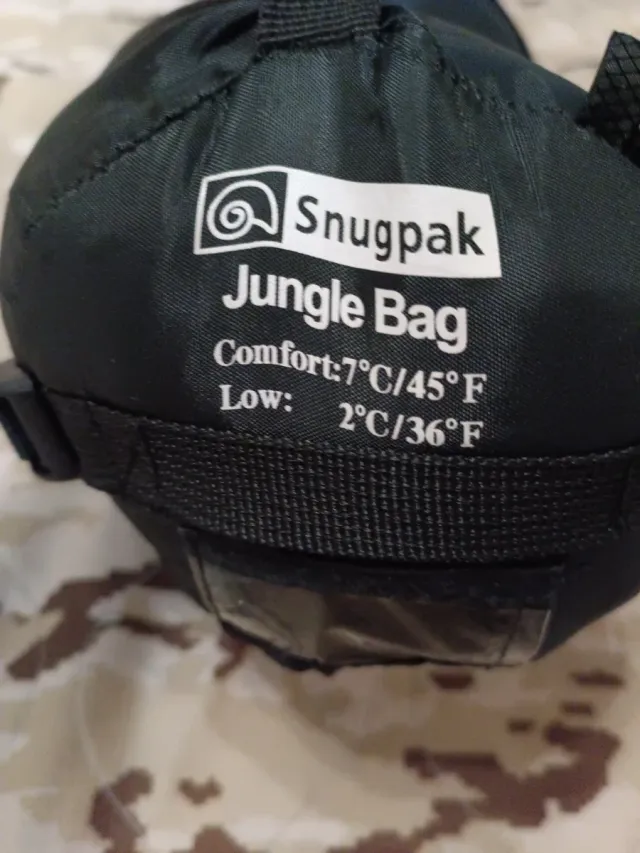 Snugpak
Jungle Bag
Comfort:7°C/45°F
Low: 2°C/36°F